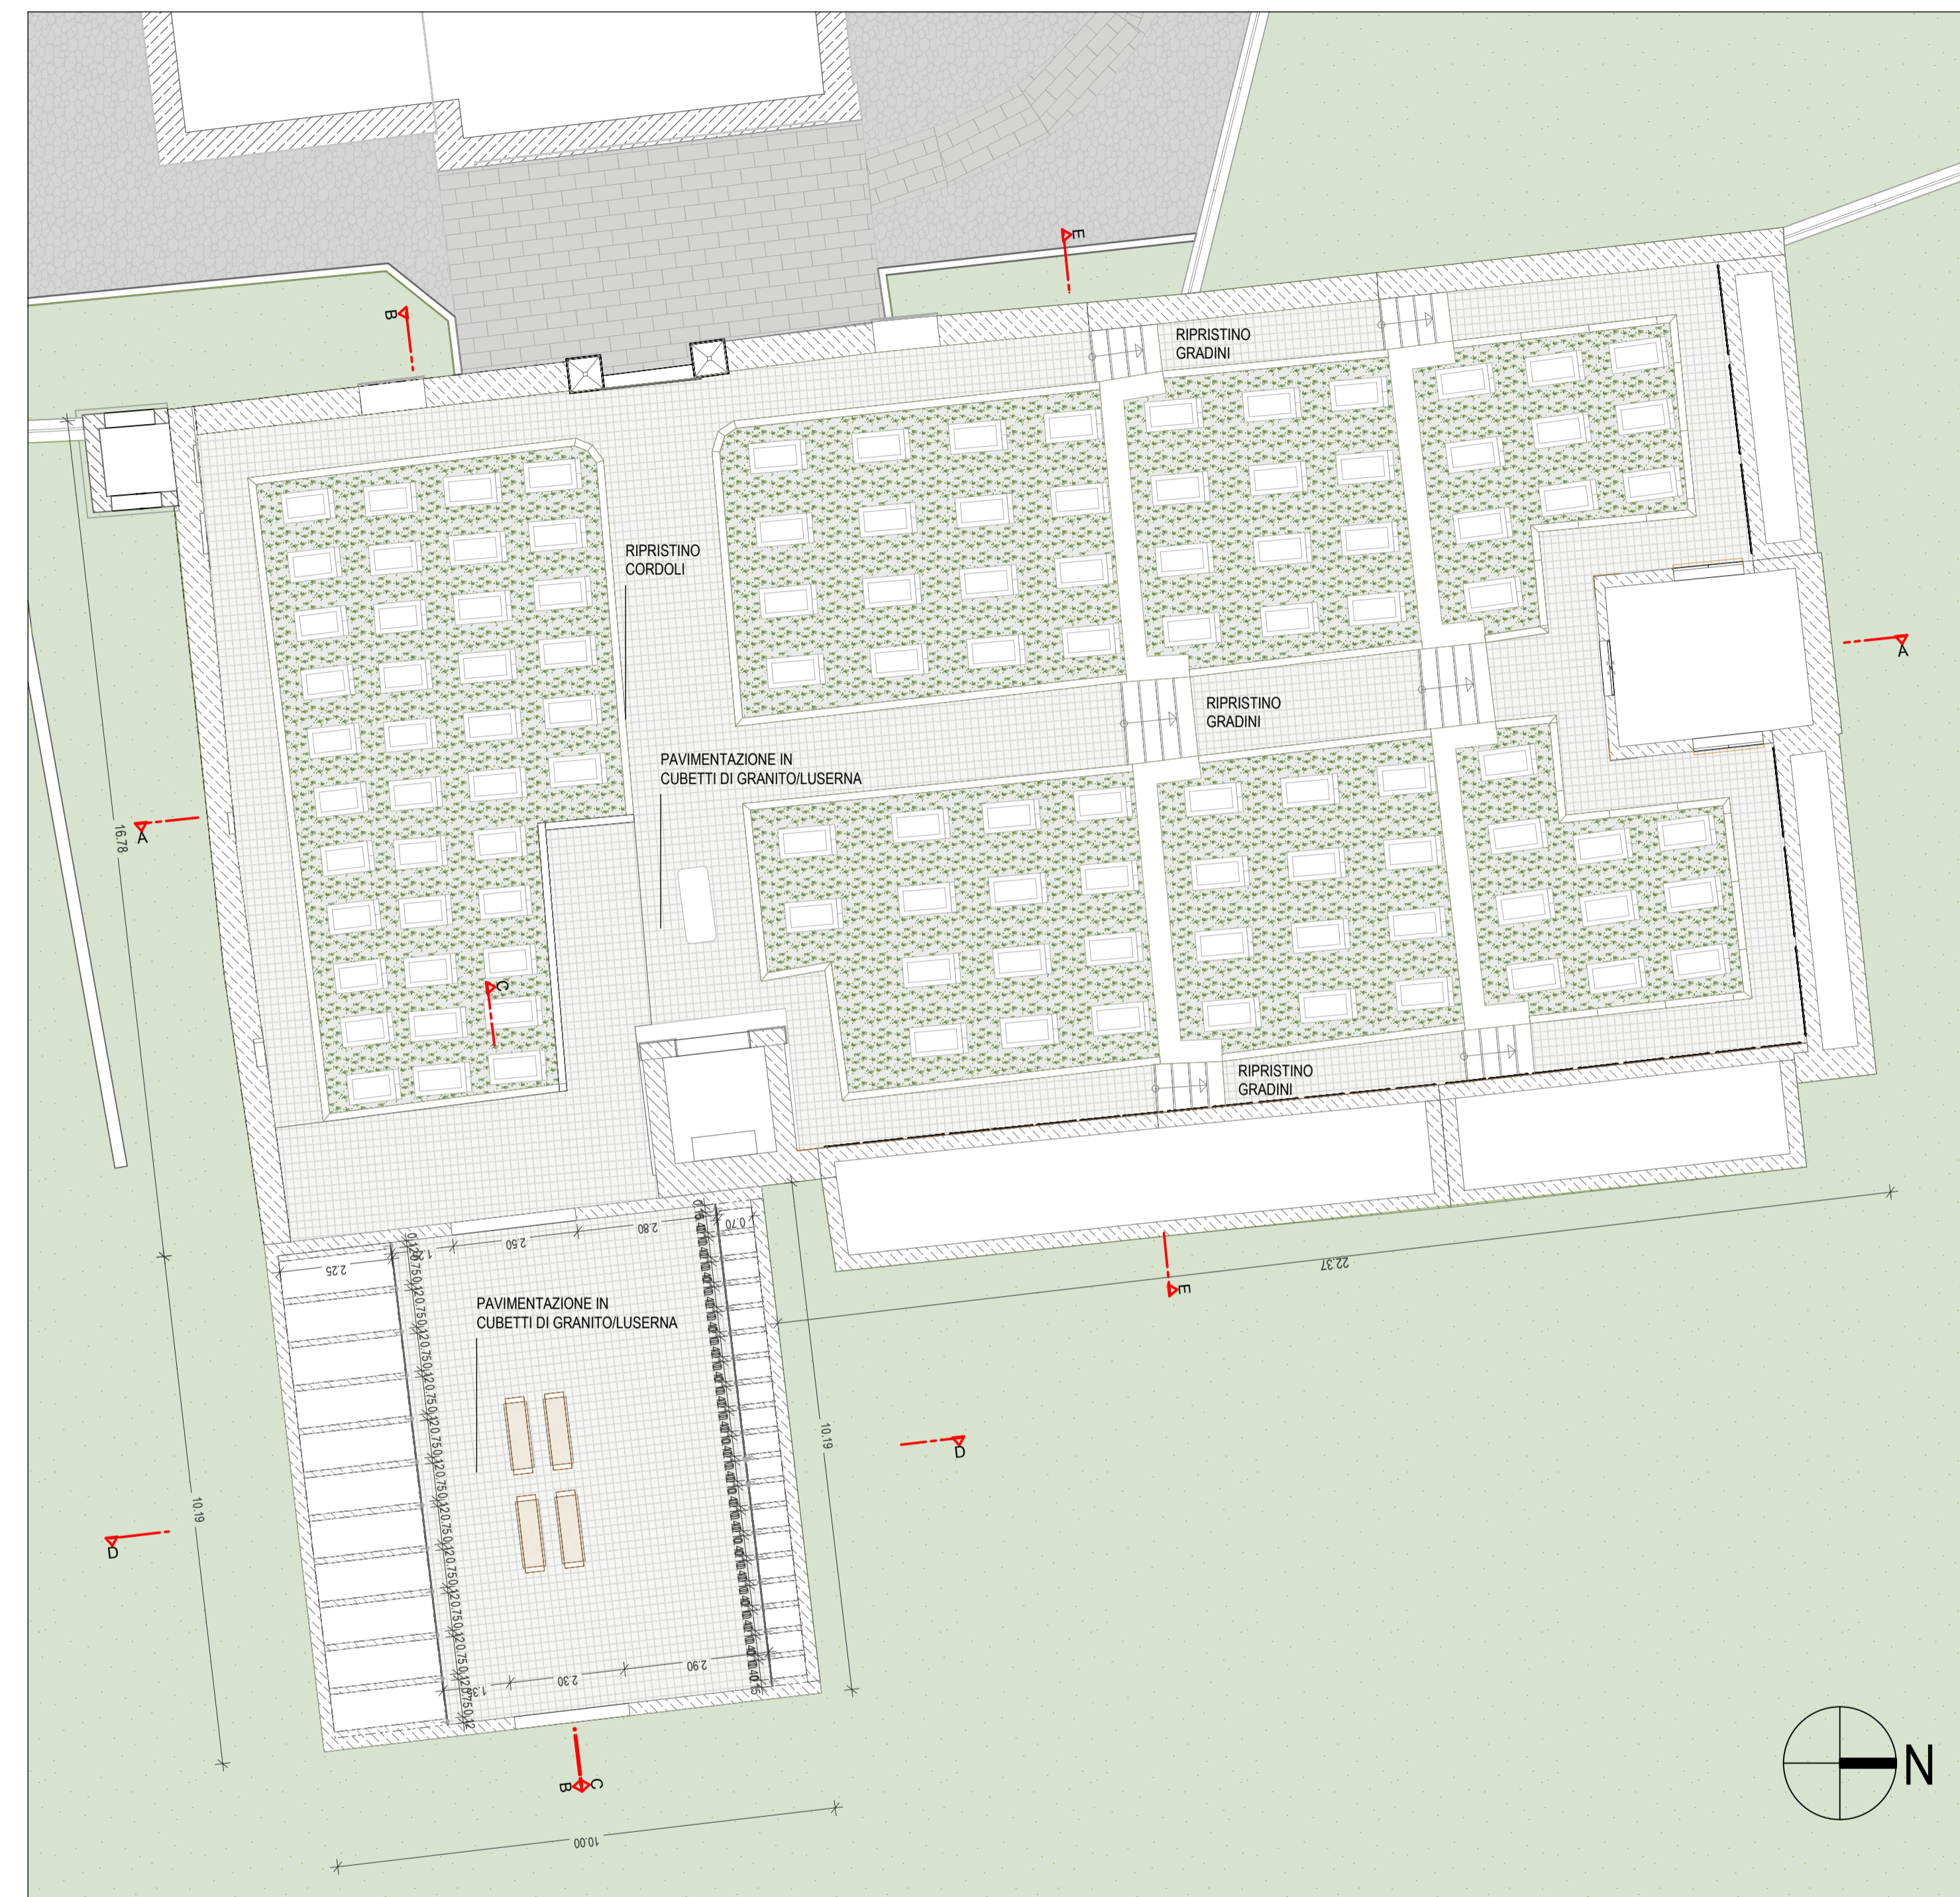 E
B
RIPRISTINO
GRADINI
RIPRISTINO
CORDOLI
A
RIPRISTINO
GRADINI
PAVIMENTAZIONE IN
CUBETTI DI GRANITO/LUSERNA
A
16.78
C
RIPRISTINO
GRADINI
2.25
2.50
2.80
0.70
22.37
E
PAVIMENTAZIONE IN
CUBETTI DI GRANITO/LUSERNA
10.19
D
10.19
D
2.30
2.90
B
C
N
10.00